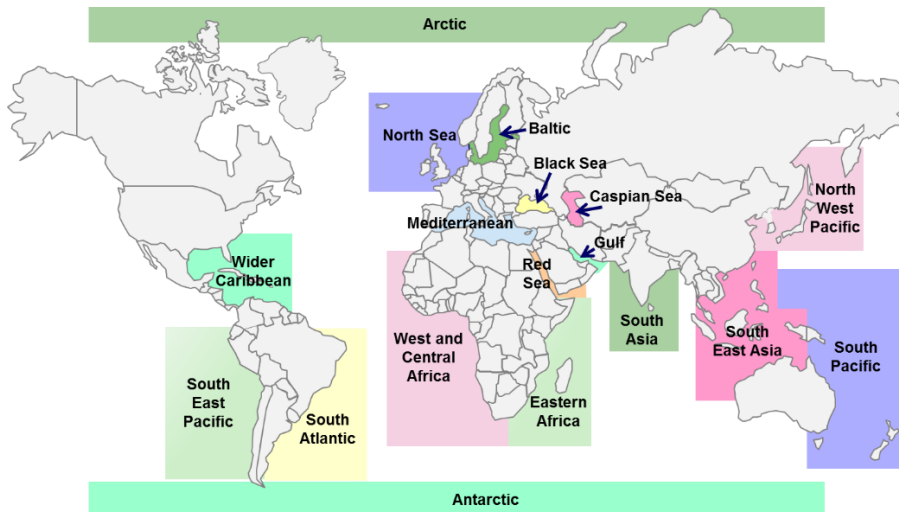 Arctic
North Sea
Baltic
Black Sea
Caspian Sea
North
West
Pacific
Mediterranean
Gulf
Wider
Caribbean
Red
Sea
South
Asia
South
East Asia
South
Pacific
West and
Central
Africa
Eastern
Africa
South
East
Pacific
South
Atlantic
Antarctic